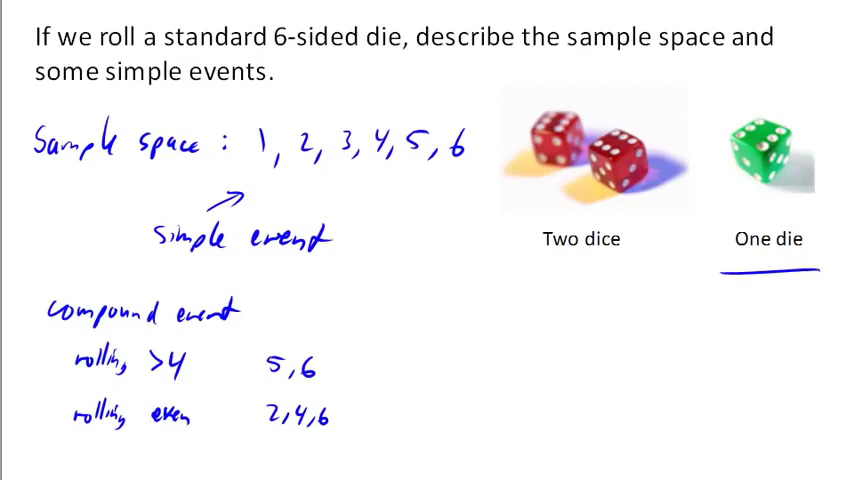 If we roll a standard 6-sided die, describe the sample space and
some simple events.
Sample space : 1, 2, 3, 4, 5, 6
simple event
Two dice
One die
compound event
rolling >4 5,6
rolling even 2,4,6